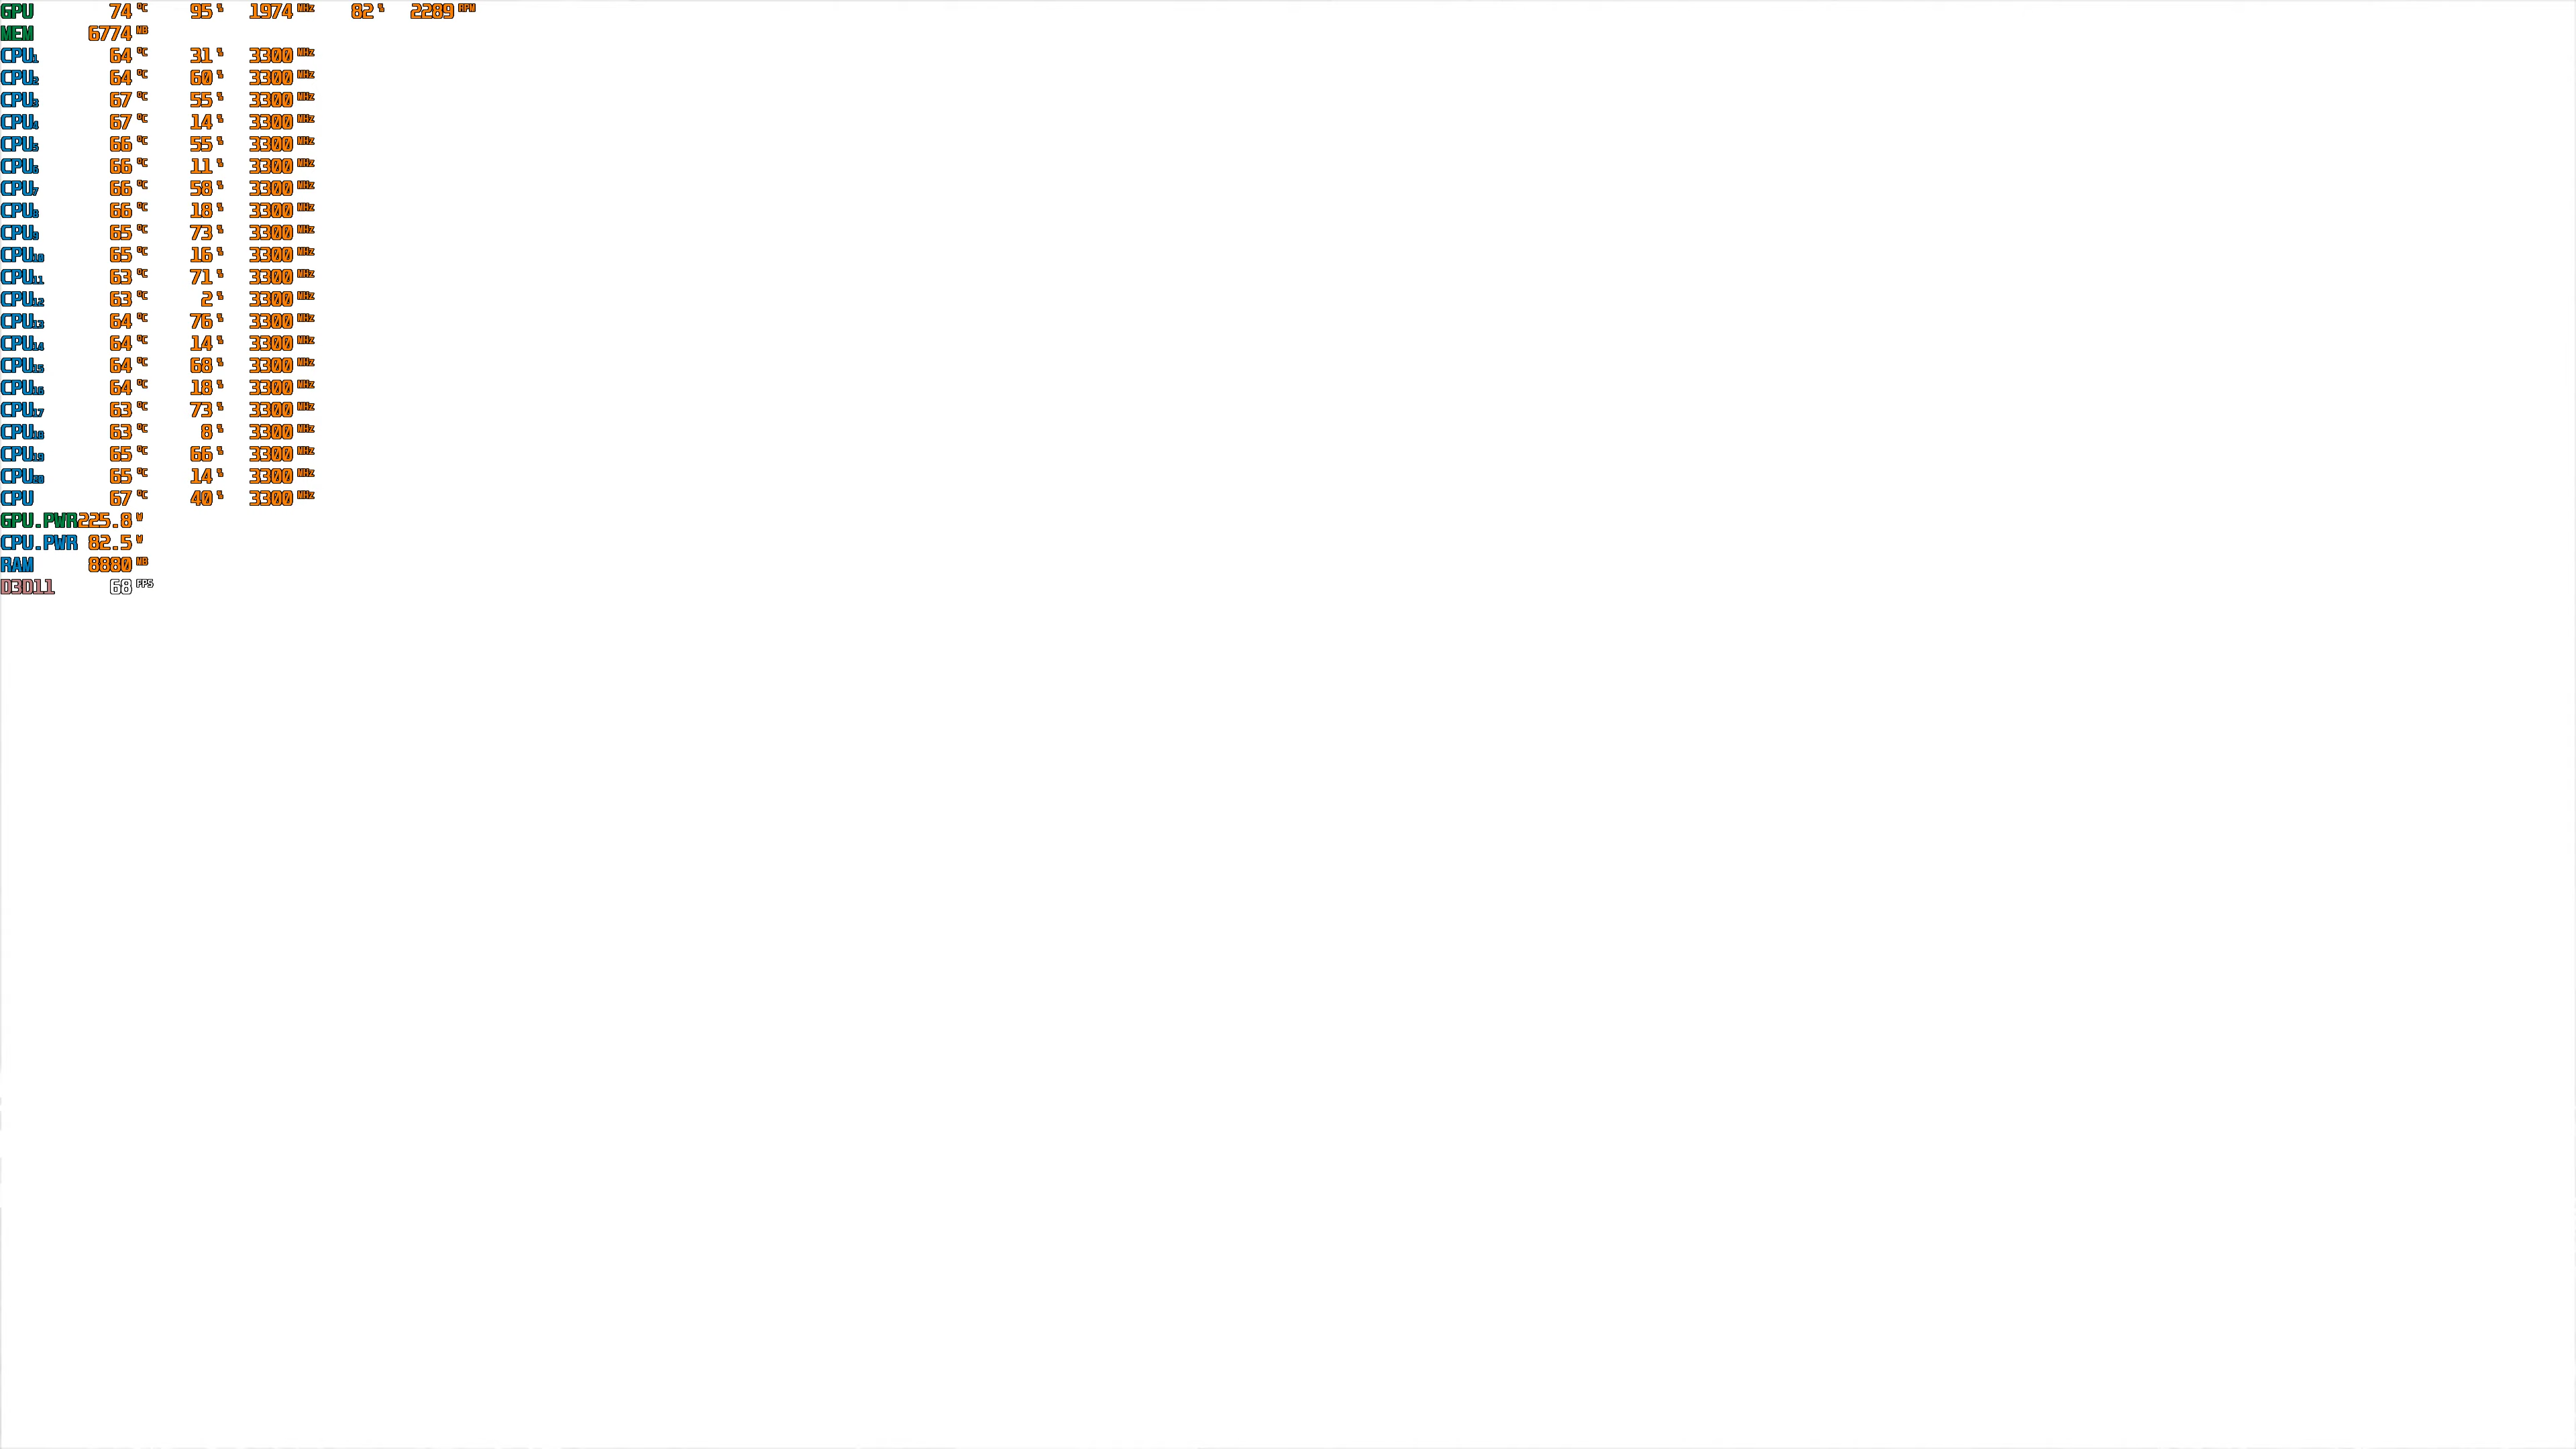 GPU 74 °C 95 % 1974 MHz 82 % 2289 RPM
MEM 6774 MB
CPU1 64 °C 31 % 3300 MHz
CPU2 64 °C 60 % 3300 MHz
CPU3 67 °C 55 % 3300 MHz
CPU4 67 °C 14 % 3300 MHz
CPU5 66 °C 55 % 3300 MHz
CPU6 66 °C 11 % 3300 MHz
CPU7 66 °C 58 % 3300 MHz
CPU8 66 °C 18 % 3300 MHz
CPU9 65 °C 73 % 3300 MHz
CPU10 65 °C 16 % 3300 MHz
CPU11 63 °C 71 % 3300 MHz
CPU12 63 °C 2 % 3300 MHz
CPU13 64 °C 76 % 3300 MHz
CPU14 64 °C 14 % 3300 MHz
CPU15 64 °C 68 % 3300 MHz
CPU16 64 °C 18 % 3300 MHz
CPU17 63 °C 73 % 3300 MHz
CPU18 63 °C 8 % 3300 MHz
CPU19 65 °C 66 % 3300 MHz
CPU20 65 °C 14 % 3300 MHz
CPU 67 °C 40 % 3300 MHz
GPU.PWR 225.8 W
CPU.PWR 82.5 W
RAM 8880 MB
D3D11 68 FPS